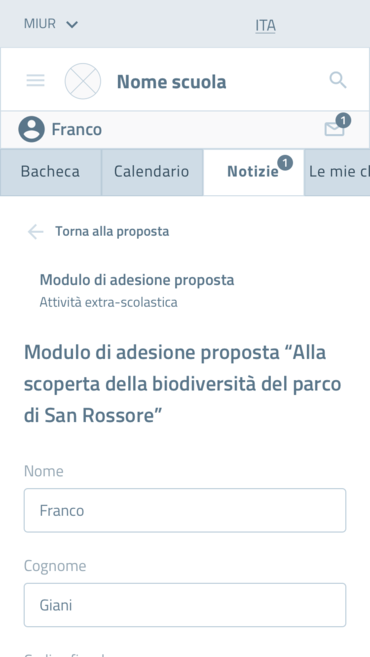 MIUR
ITA
Nome scuola
Franco
1
Bacheca
Calendario
Notizie
1
Le mie
Torna alla proposta
Modulo di adesione proposta
Attività extra-scolastica
Modulo di adesione proposta “Alla
scoperta della biodiversità del parco
di San Rossore”
Nome
Franco
Cognome
Giani